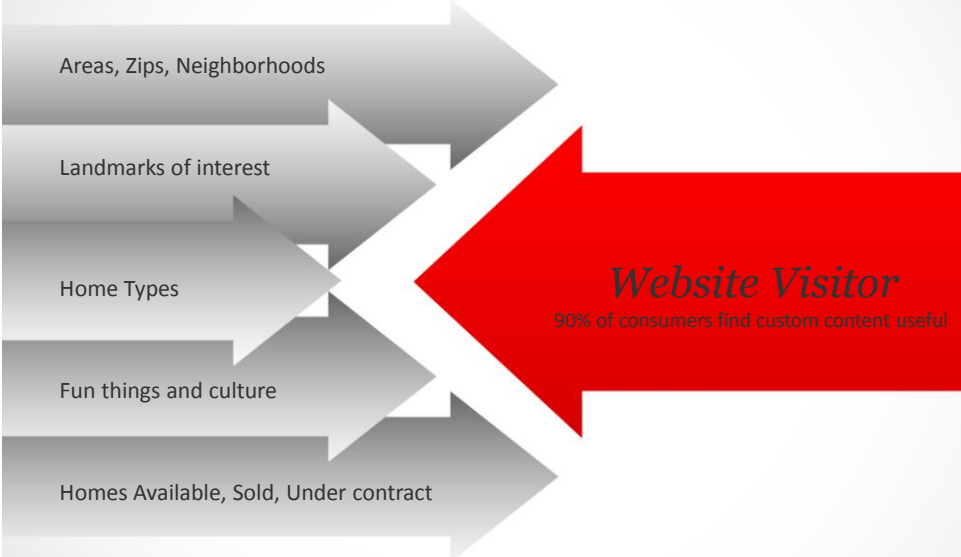 Areas, Zips, Neighborhoods
Landmarks of interest
Home Types
Fun things and culture
Homes Available, Sold, Under contract
Website Visitor
90% of consumers find custom content useful